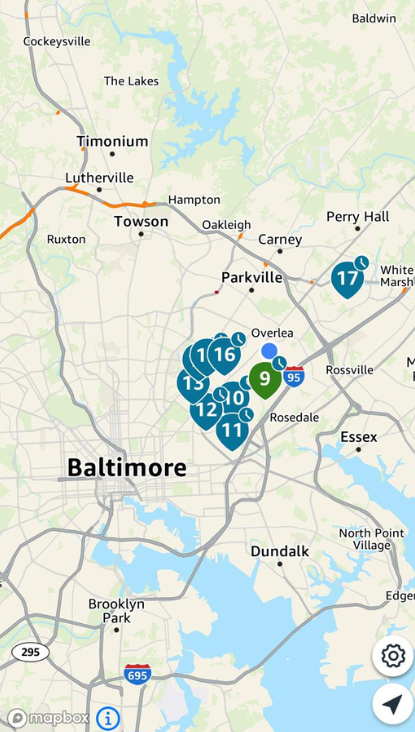 Baldwin
Cockeysville
The Lakes
Timonium
Lutherville
Hampton
Towson
Oakleigh
Perry Hall
Ruxton
Carney
Parkville
White
Marsh
17
Overlea
16
9
95
Rossville
13
10
12
11
Rosedale
Essex
Baltimore
North Point
Village
Dundalk
Brooklyn
Park
295
695
mapbox
i